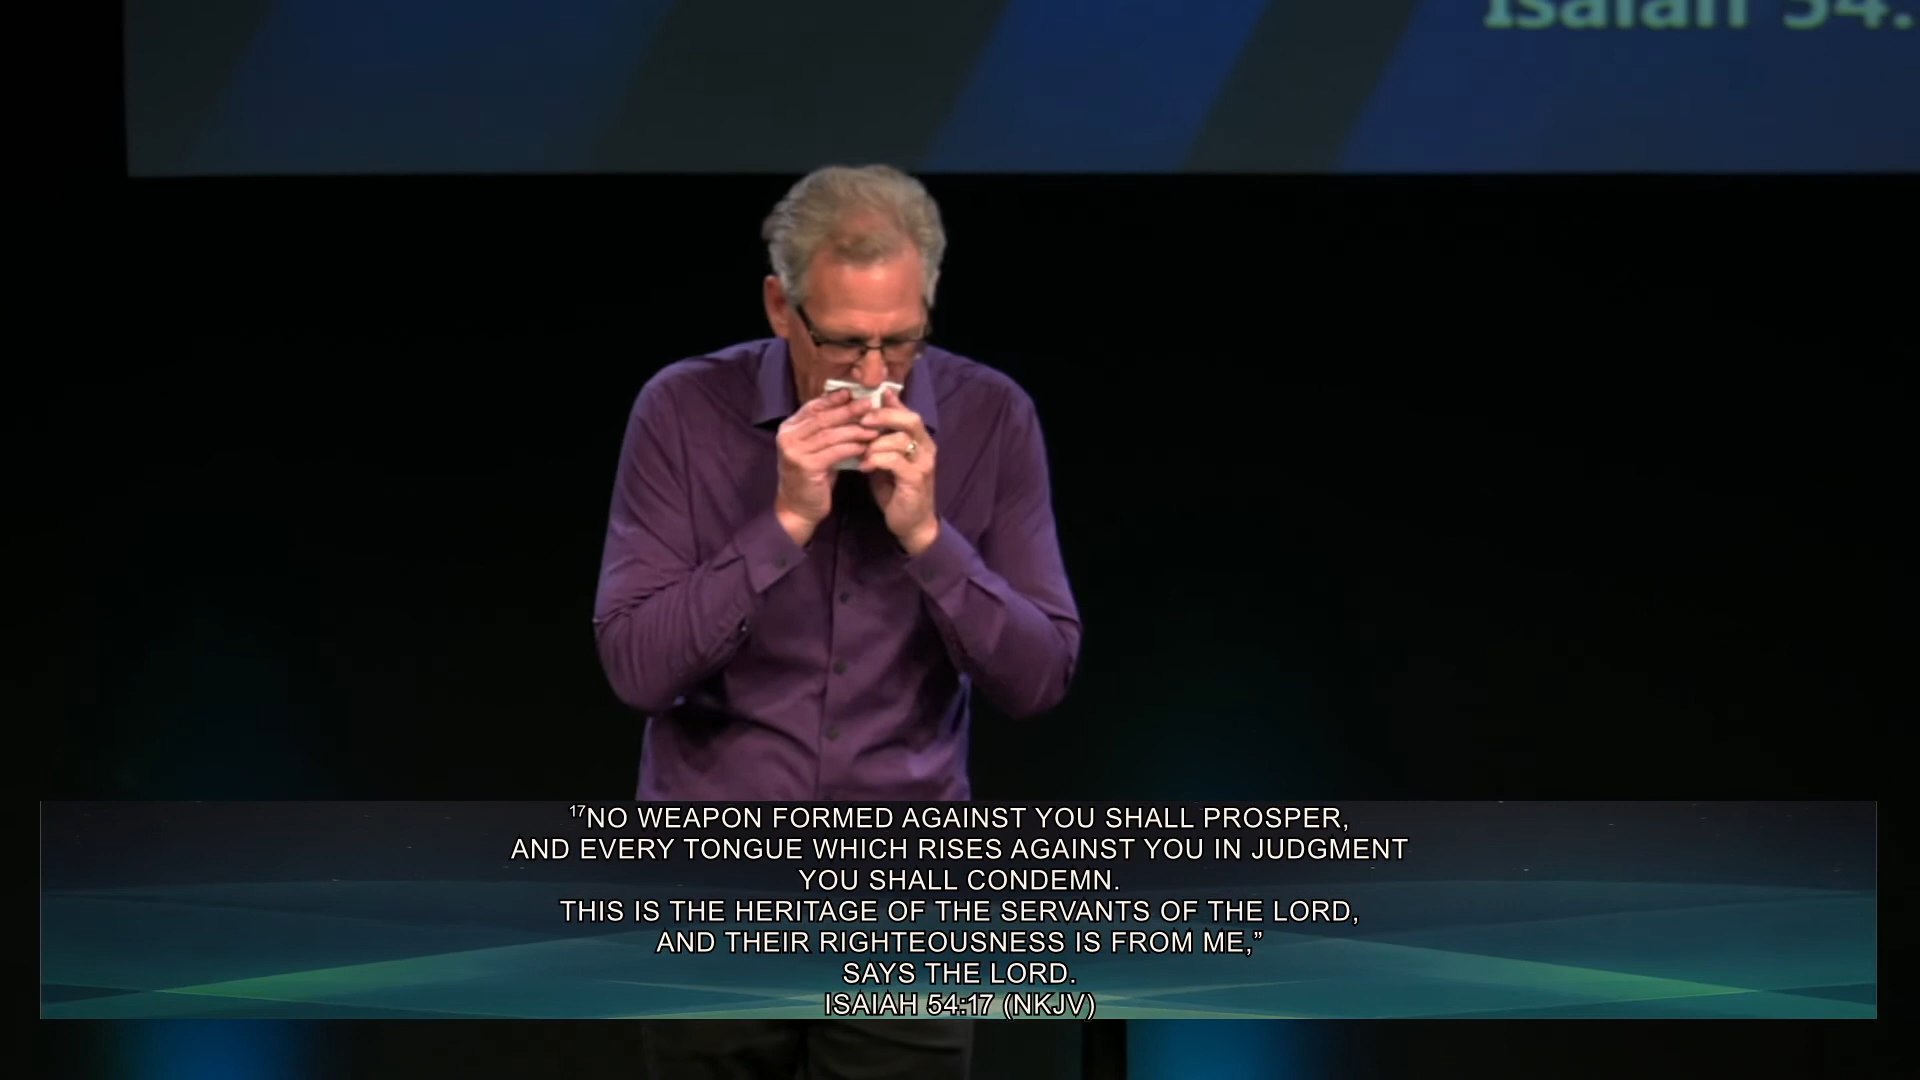 Isaiah 54:
¹⁷NO WEAPON FORMED AGAINST YOU SHALL PROSPER,
AND EVERY TONGUE WHICH RISES AGAINST YOU IN JUDGMENT
YOU SHALL CONDEMN.
THIS IS THE HERITAGE OF THE SERVANTS OF THE LORD,
AND THEIR RIGHTEOUSNESS IS FROM ME,”
SAYS THE LORD.
ISAIAH 54:17 (NKJV)